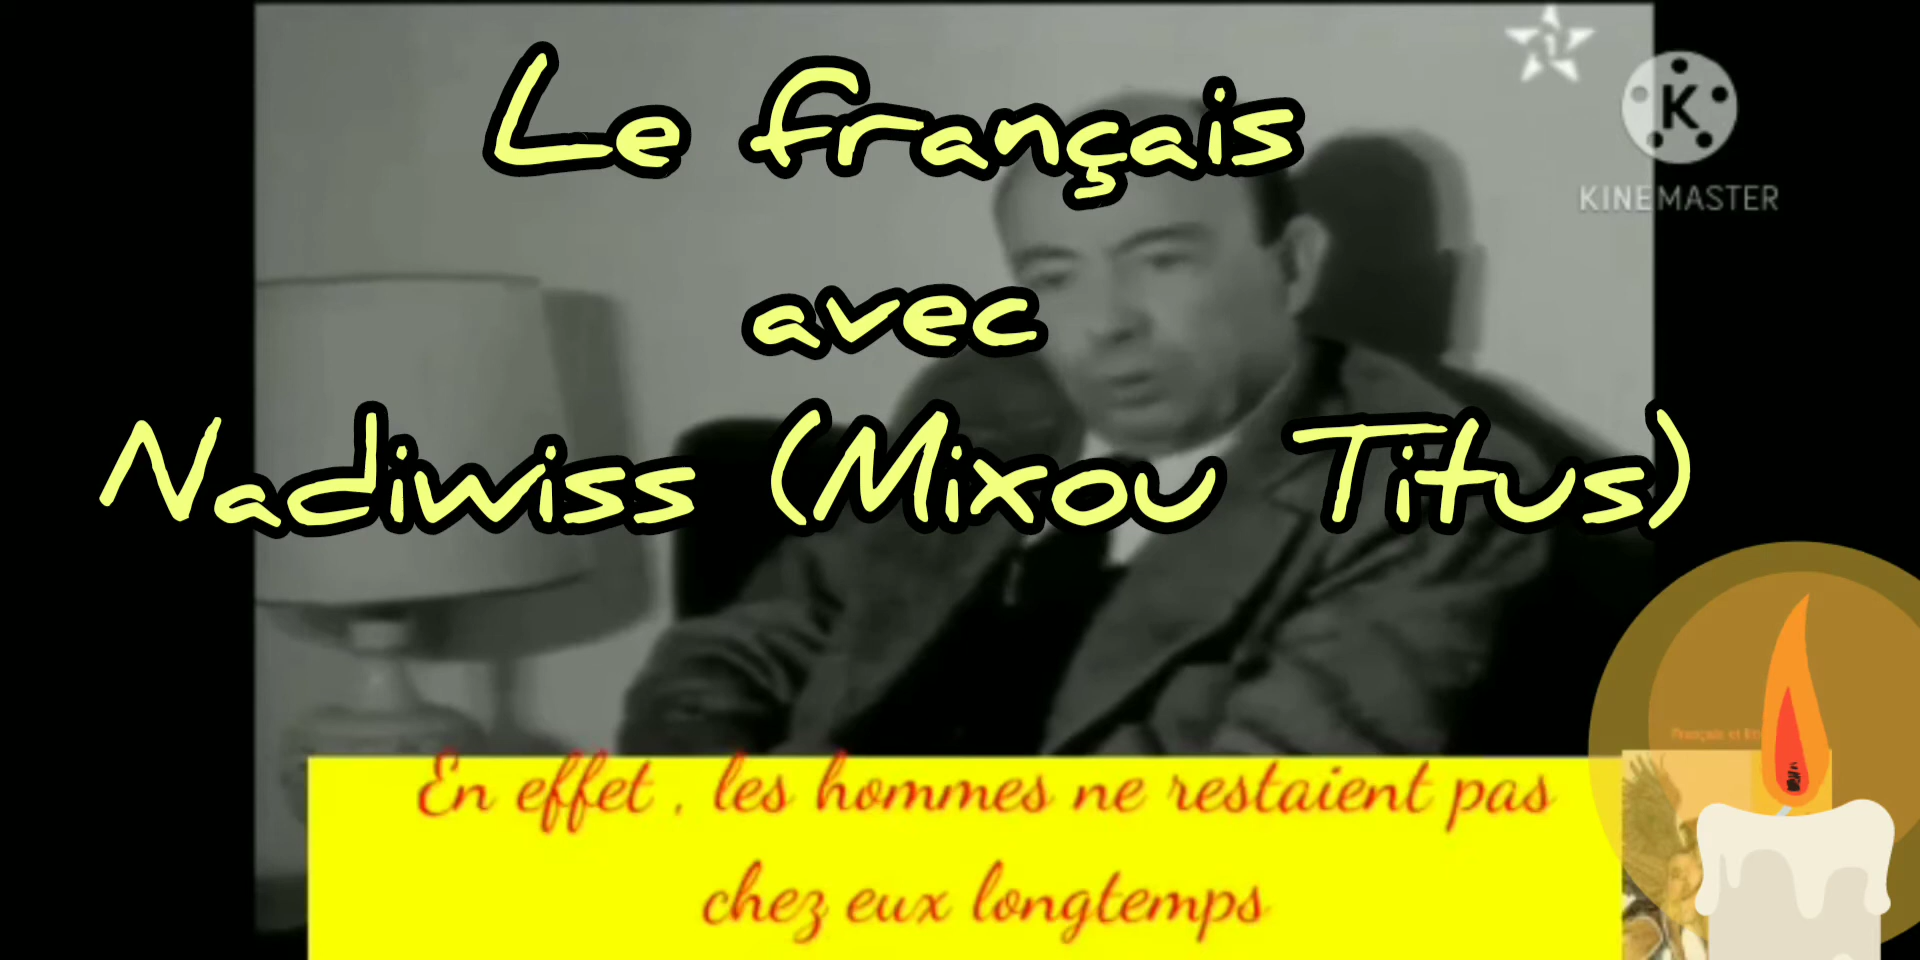 Le français
K
KINEMASTER
avec
Nadiwiss (Mixou Titus)
En effet , les hommes ne restaient pas
chez eux longtemps